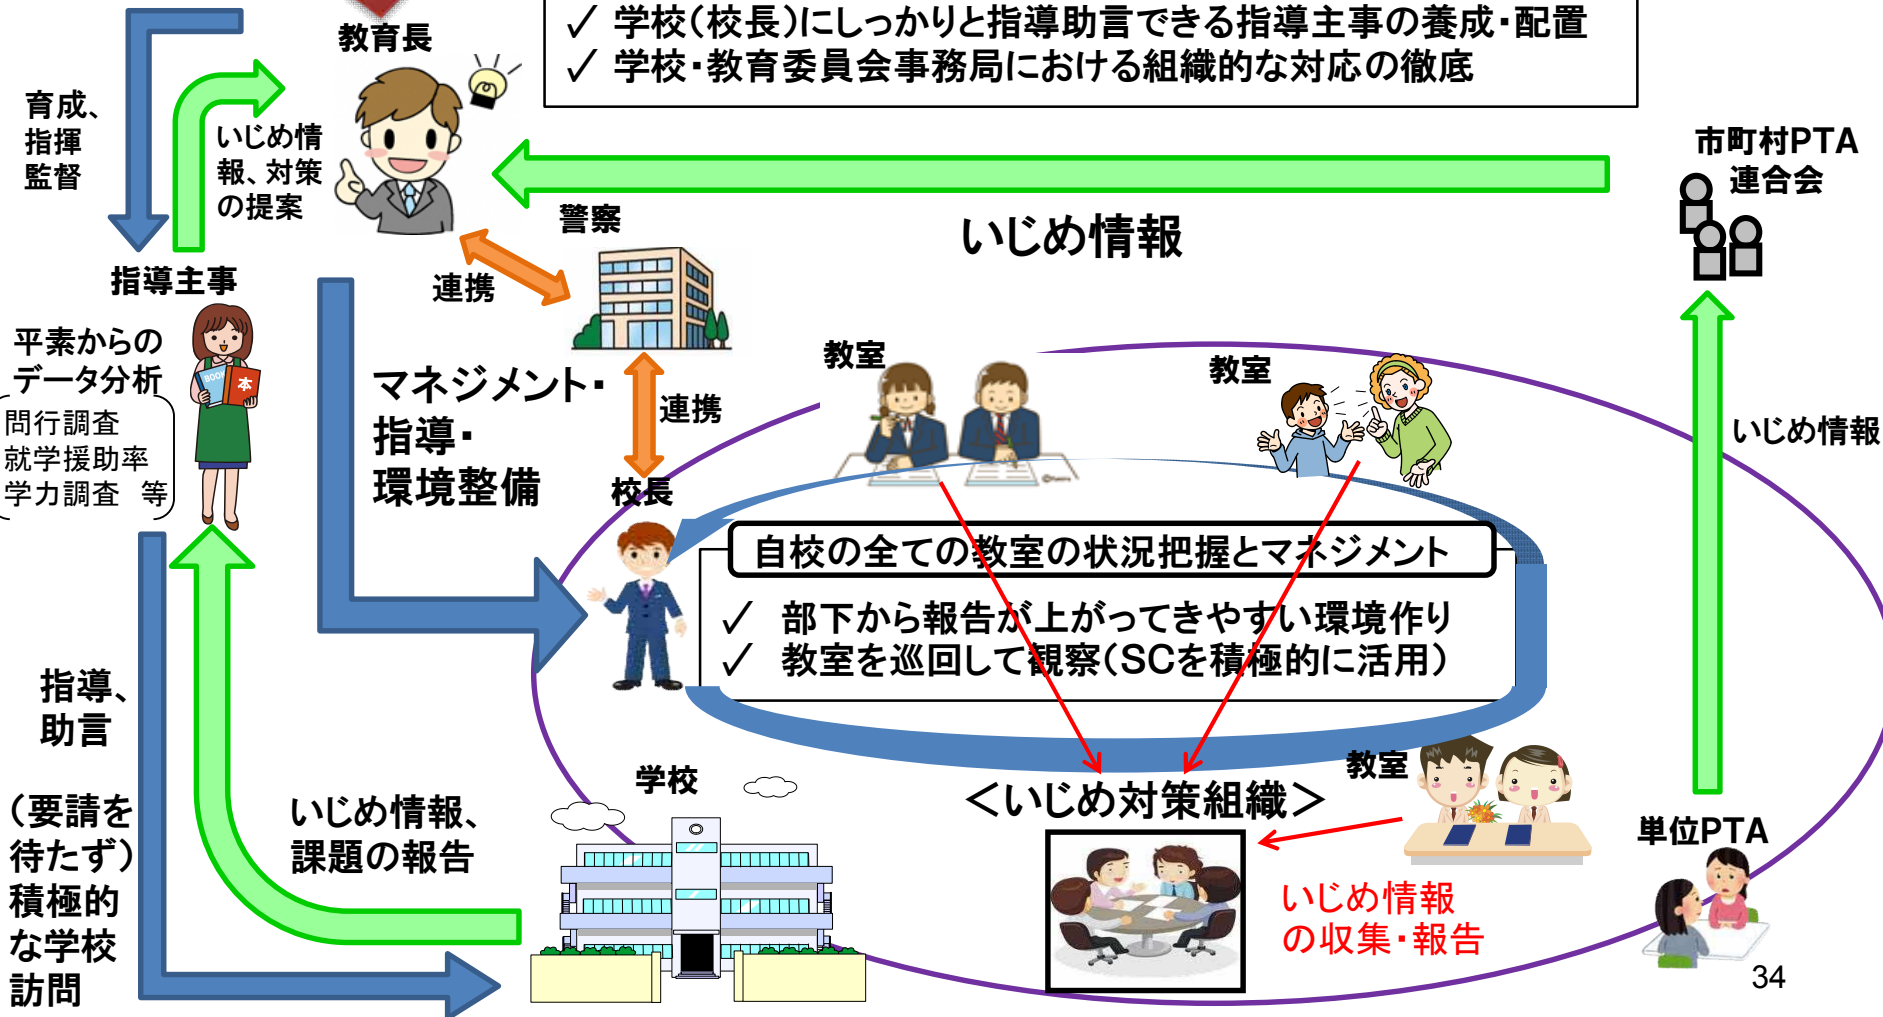 ✓ 学校(校長)にしっかりと指導助言できる指導主事の養成・配置
✓ 学校・教育委員会事務局における組織的な対応の徹底
教育長
育成、
指揮
監督
いじめ情
報、対策
の提案
市町村PTA
連合会
警察
いじめ情報
連携
指導主事
平素からの
データ分析
問行調査
就学援助率
学力調査 等
BOOK
本
マネジメント・
指導・
環境整備
連携
校長
教室
教室
いじめ情報
自校の全ての教室の状況把握とマネジメント
✓ 部下から報告が上がってきやすい環境作り
✓ 教室を巡回して観察(SCを積極的に活用)
指導、
助言
(要請を
待たず)
積極的
な学校
訪問
いじめ情報、
課題の報告
学校
<いじめ対策組織>
教室
いじめ情報
の収集・報告
単位PTA
34